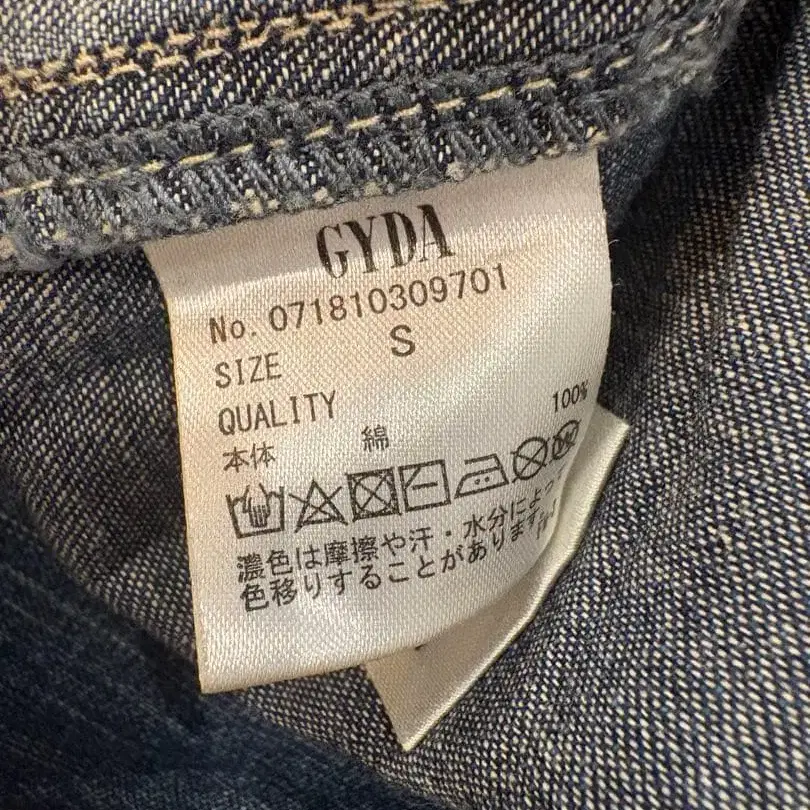 GYDA
No. 071810309701
SIZE S
QUALITY
本体 綿 100%
濃色は摩擦や汗・水分によって
色移りすることがあります